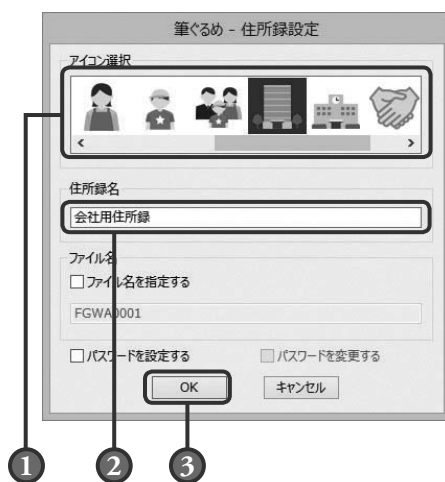 筆ぐるめ - 住所録設定
アイコン選択
住所録名
会社用住所録
ファイル名
ファイル名を指定する
FGWA0001
パスワードを設定する パスワードを変更する
OK キャンセル
1 2 3